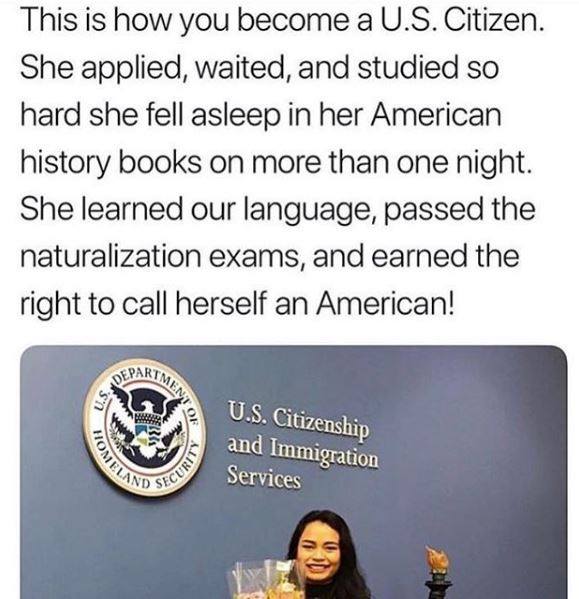 This is how you become a U.S. Citizen.
She applied, waited, and studied so
hard she fell asleep in her American
history books on more than one night.
She learned our language, passed the
naturalization exams, and earned the
right to call herself an American!
U.S. DEPARTMENT OF
HOMELAND SECURITY
U.S. Citizenship
and Immigration
Services